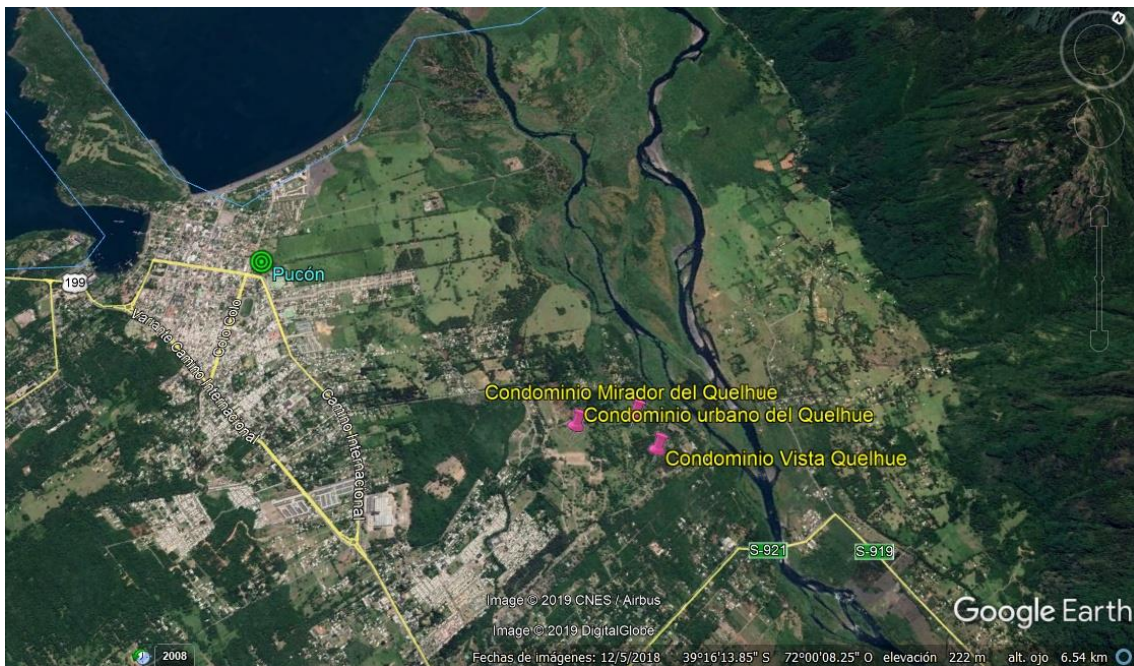 N
199
Pucón
Colo Colo
Variante Camino Internacional
Camino Internacional
Condominio Mirador del Quelhue
Condominio urbano del Quelhue
Condominio Vista Quelhue
S-921
S-919
Image © 2019 CNES / Airbus
Image © 2019 DigitalGlobe
Google Earth
2008
Fechas de imágenes: 12/5/2018 39°16'13.85" S 72°00'08.25" O elevación 222 m alt. ojo 6.54 km